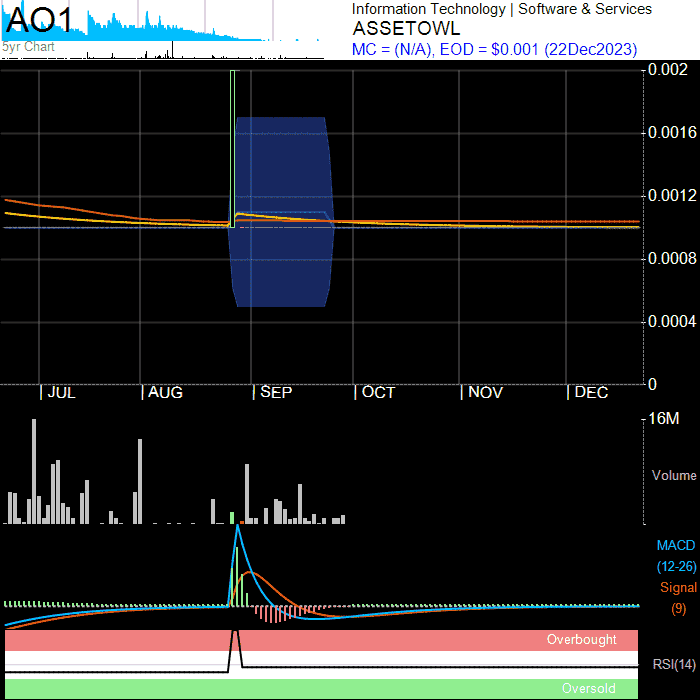 AO1
5yr Chart
Information Technology | Software & Services
ASSETOWL
MC = (N/A), EOD = $0.001 (22Dec2023)
0.002
0.0016
0.0012
0.0008
0.0004
0
| JUL | AUG | SEP | OCT | NOV | DEC
16M
Volume
MACD
(12-26)
Signal
(9)
Overbought
RSI(14)
Oversold